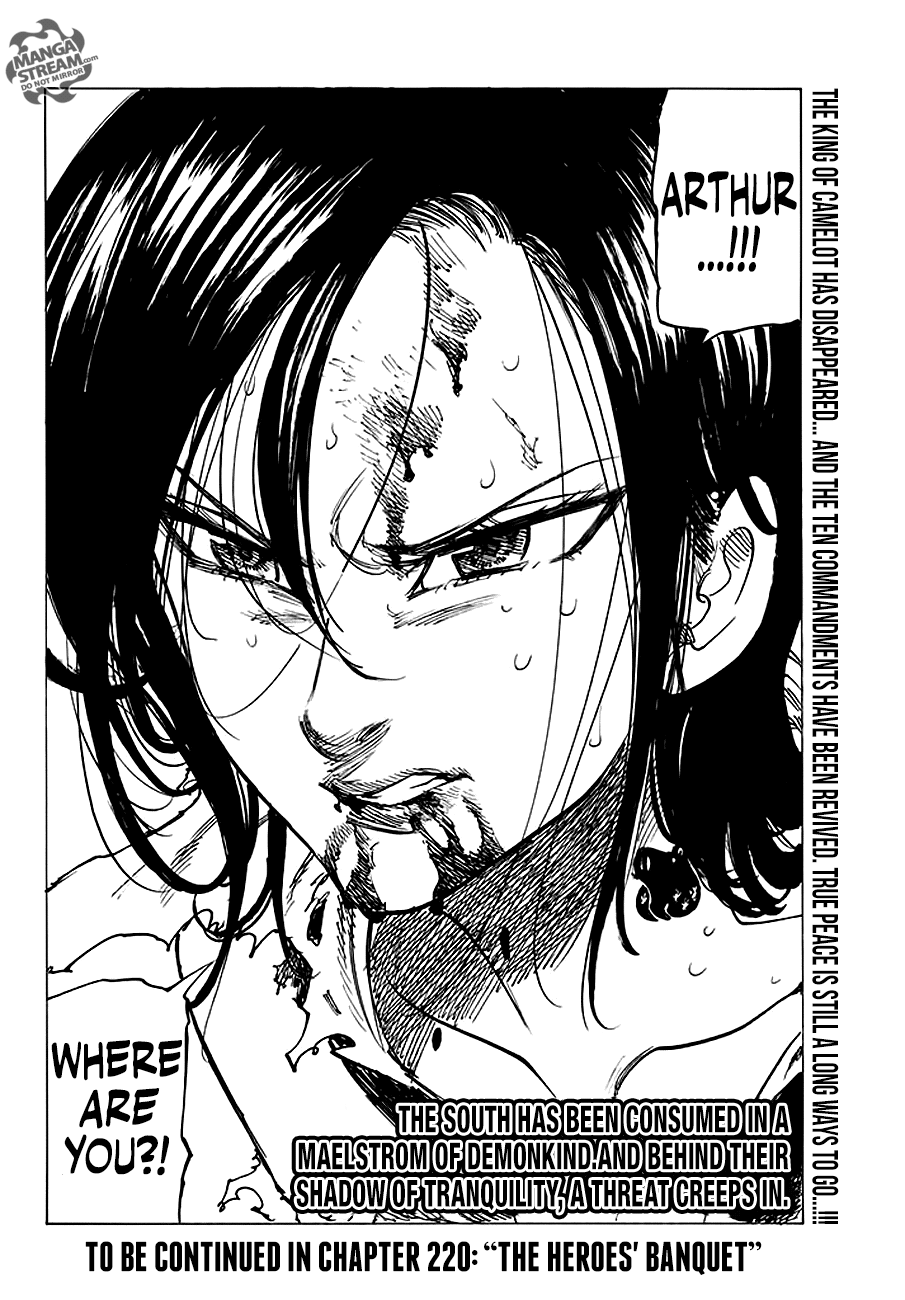 MANGA
STREAM.com
DO NOT MIRROR
ARTHUR
...!!!
THE KING OF CAMELOT HAS DISAPPEARED... AND THE TEN COMMANDMENTS HAVE BEEN REVIVED. TRUE PEACE IS STILL A LONG WAYS TO GO...!!!
WHERE
ARE
YOU?!
THE SOUTH HAS BEEN CONSUMED IN A
MAELSTROM OF DEMONKIND.AND BEHIND THEIR
SHADOW OF TRANQUILITY, A THREAT CREEPS IN.
TO BE CONTINUED IN CHAPTER 220: “THE HEROES' BANQUET”